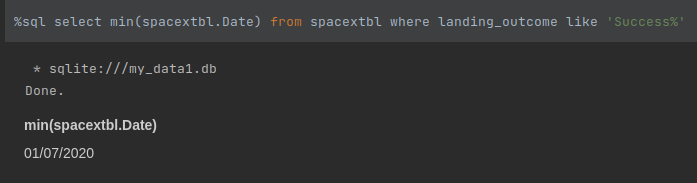 %sql select min(spacextbl.Date) from spacextbl where landing_outcome like 'Success%'
* sqlite:///my_data1.db
Done.
min(spacextbl.Date)
01/07/2020